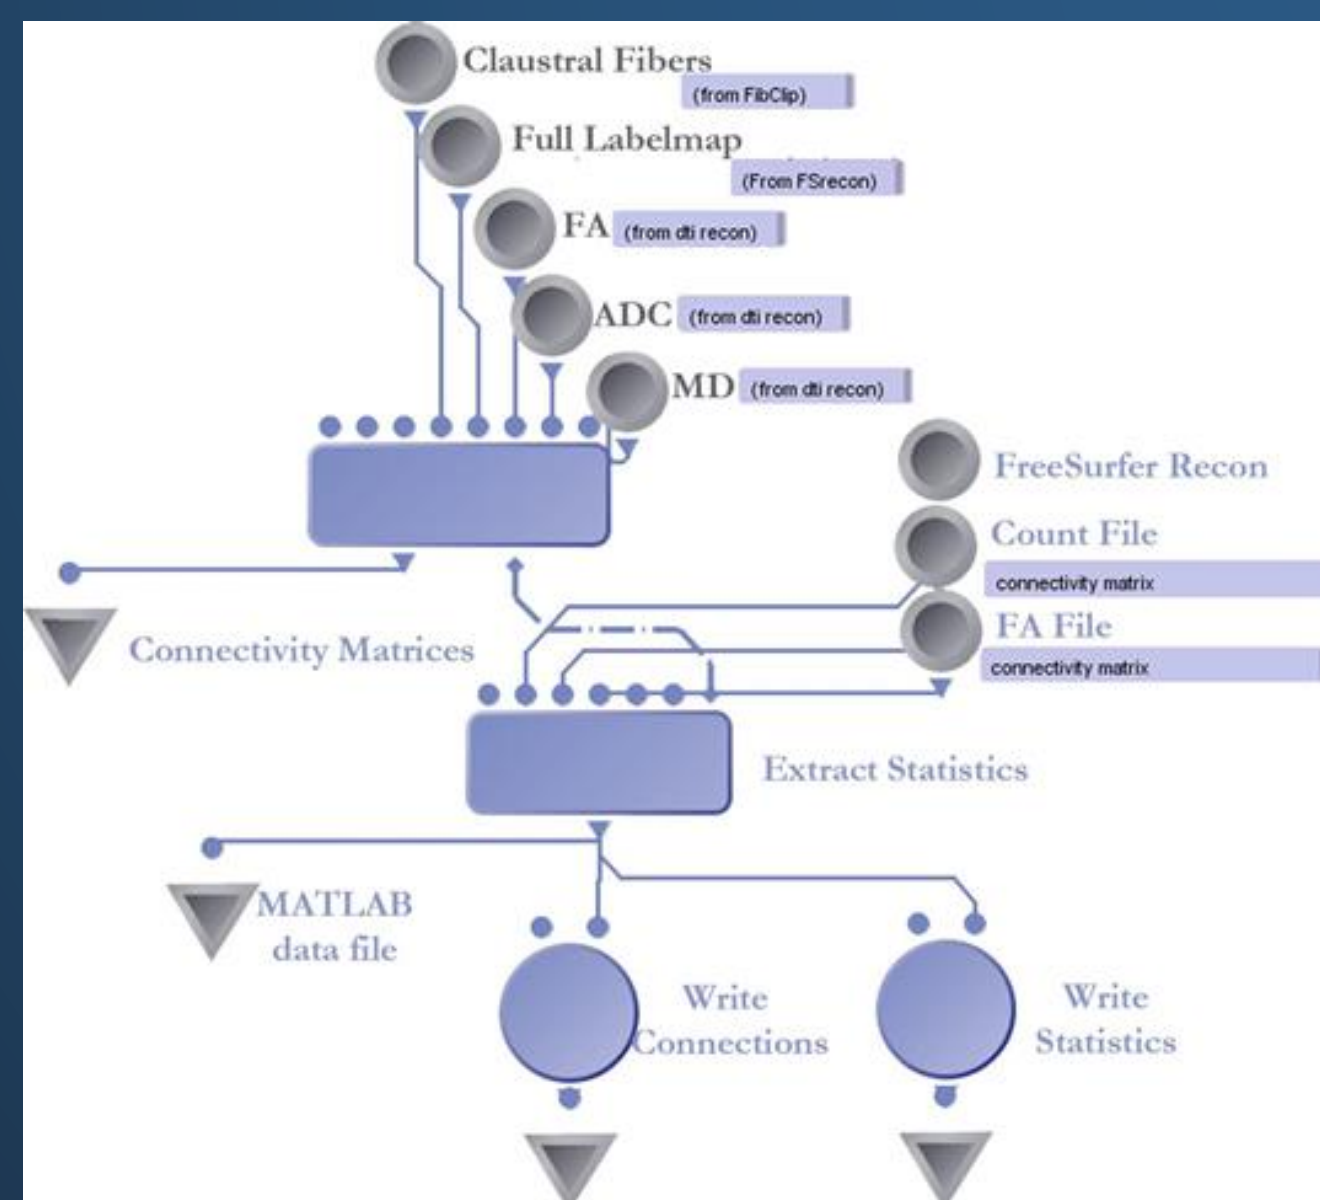 Claustral Fibers
(from FibClip)
Full Labelmap
(From FSrecon)
FA (from dti recon)
ADC (from dti recon)
MD (from dti recon)
FreeSurfer Recon
Count File
connectivity matrix
FA File
connectivity matrix
Connectivity Matrices
Extract Statistics
MATLAB
data file
Write
Connections
Write
Statistics